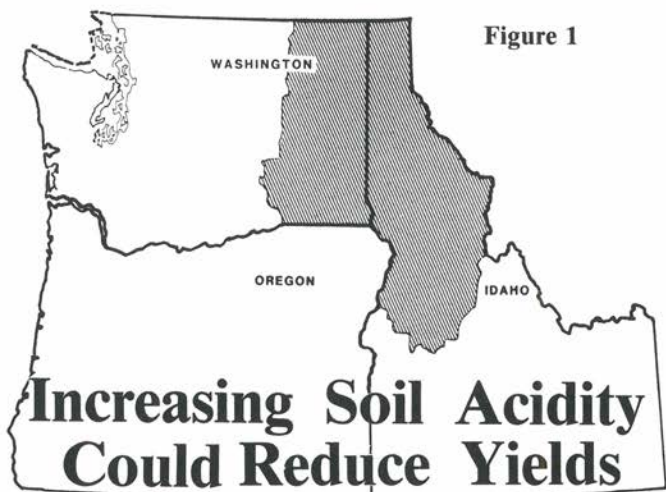 Figure 1
WASHINGTON
OREGON
IDAHO
Increasing Soil Acidity
Could Reduce Yields